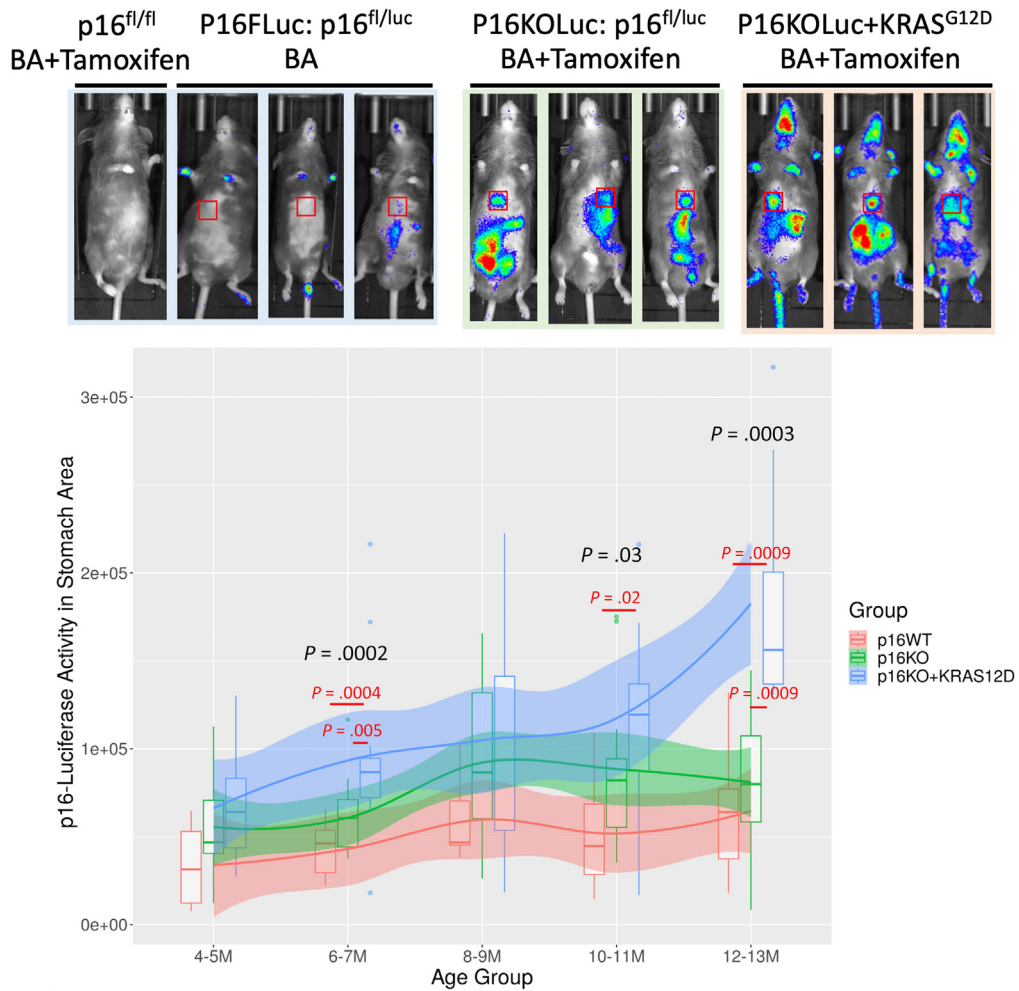 p16fl/fl
BA+Tamoxifen
P16FLuc: p16fl/luc
BA
P16KOLuc: p16fl/luc
BA+Tamoxifen
P16KOLuc+KRASG12D
BA+Tamoxifen
p16-Luciferase Activity in Stomach Area
3e+05
2e+05
1e+05
0e+00
P = .0002
P = .0004
P = .005
P = .03
P = .02
P = .0003
P = .0009
P = .0009
4-5M
6-7M
8-9M
10-11M
12-13M
Age Group
Group
p16WT
p16KO
p16KO+KRAS12D